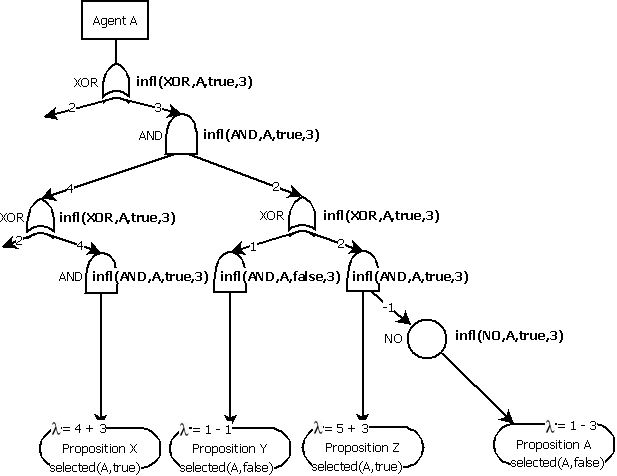 Agent A
XOR infl(XOR,A,true,3)
2 3
AND infl(AND,A,true,3)
4 2
XOR infl(XOR,A,true,3) XOR infl(XOR,A,true,3)
2 4 1 2
AND infl(AND,A,true,3) infl(AND,A,false,3) infl(AND,A,true,3)
-1
NO infl(NO,A,true,3)
λ = 4 + 3 λ = 1 - 1 λ = 5 + 3 λ = 1 - 3
Proposition X Proposition Y Proposition Z Proposition A
selected(A,true) selected(A,false) selected(A,true) selected(A,false)